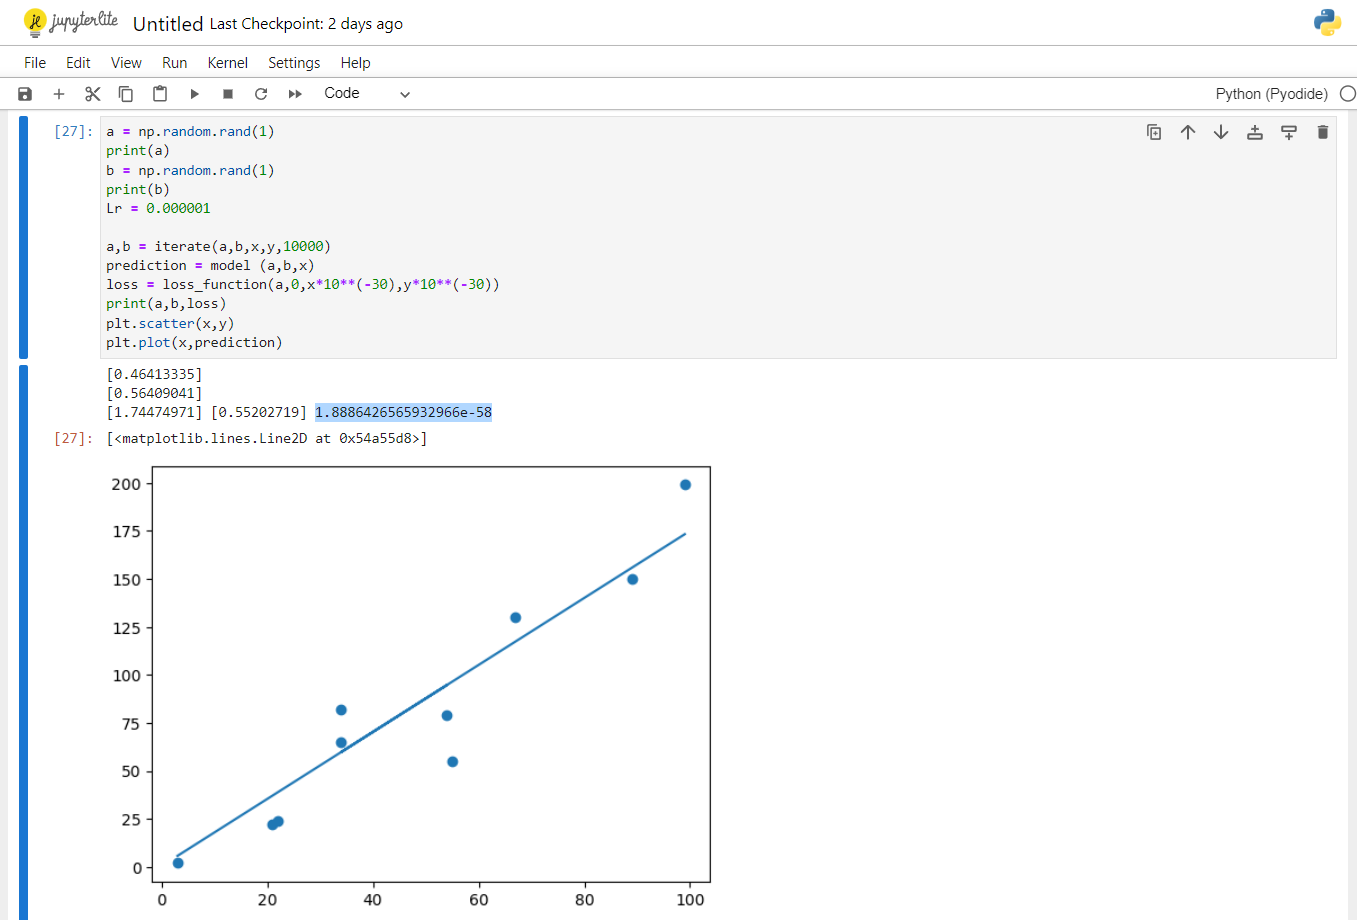 jupyterlite Untitled Last Checkpoint: 2 days ago
File Edit View Run Kernel Settings Help
Code Python (Pyodide)
[27]: a = np.random.rand(1)
print(a)
b = np.random.rand(1)
print(b)
Lr = 0.000001
a,b = iterate(a,b,x,y,10000)
prediction = model (a,b,x)
loss = loss_function(a,0,x*10**(-30),y*10**(-30))
print(a,b,loss)
plt.scatter(x,y)
plt.plot(x,prediction)
[0.46413335]
[0.56409041]
[1.74474971] [0.55202719] 1.8886426565932966e-58
[27]: [<matplotlib.lines.Line2D at 0x54a55d8>]
200
175
150
125
100
75
50
25
0
0 20 40 60 80 100